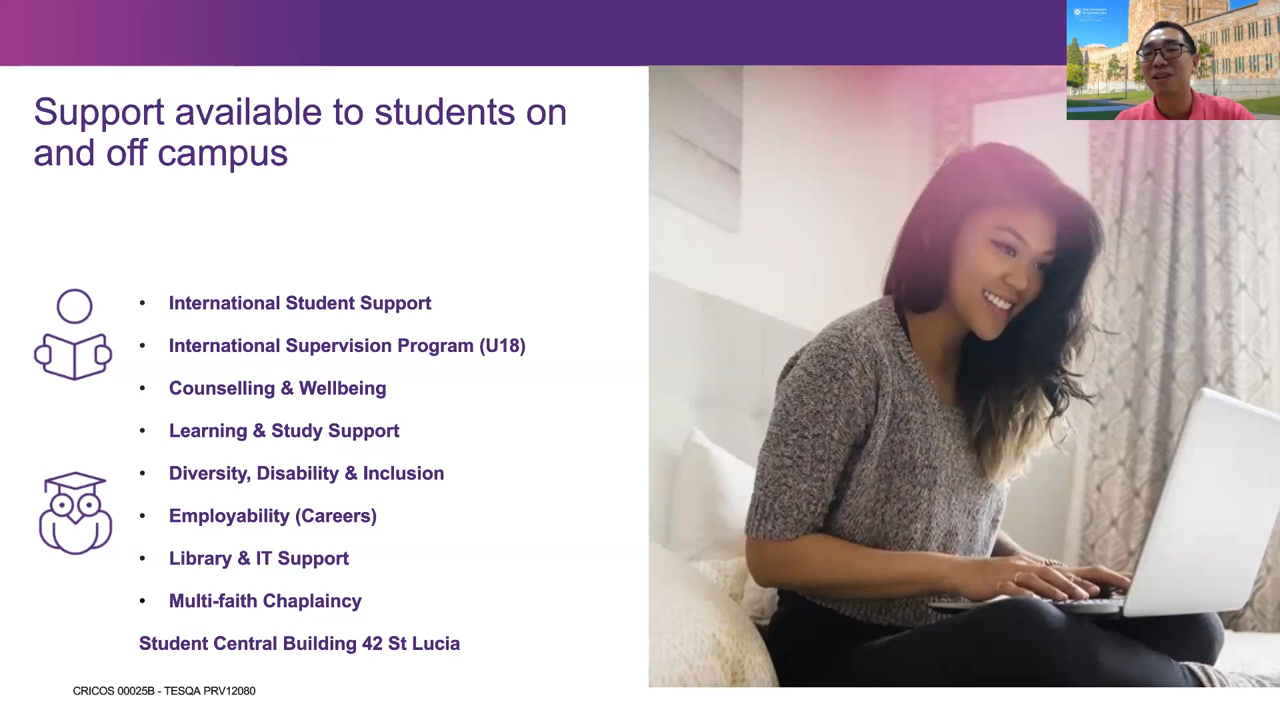 Support available to students on
and off campus
• International Student Support
• International Supervision Program (U18)
• Counselling & Wellbeing
• Learning & Study Support
• Diversity, Disability & Inclusion
• Employability (Careers)
• Library & IT Support
• Multi-faith Chaplaincy
Student Central Building 42 St Lucia
CRICOS 00025B - TESQA PRV12080